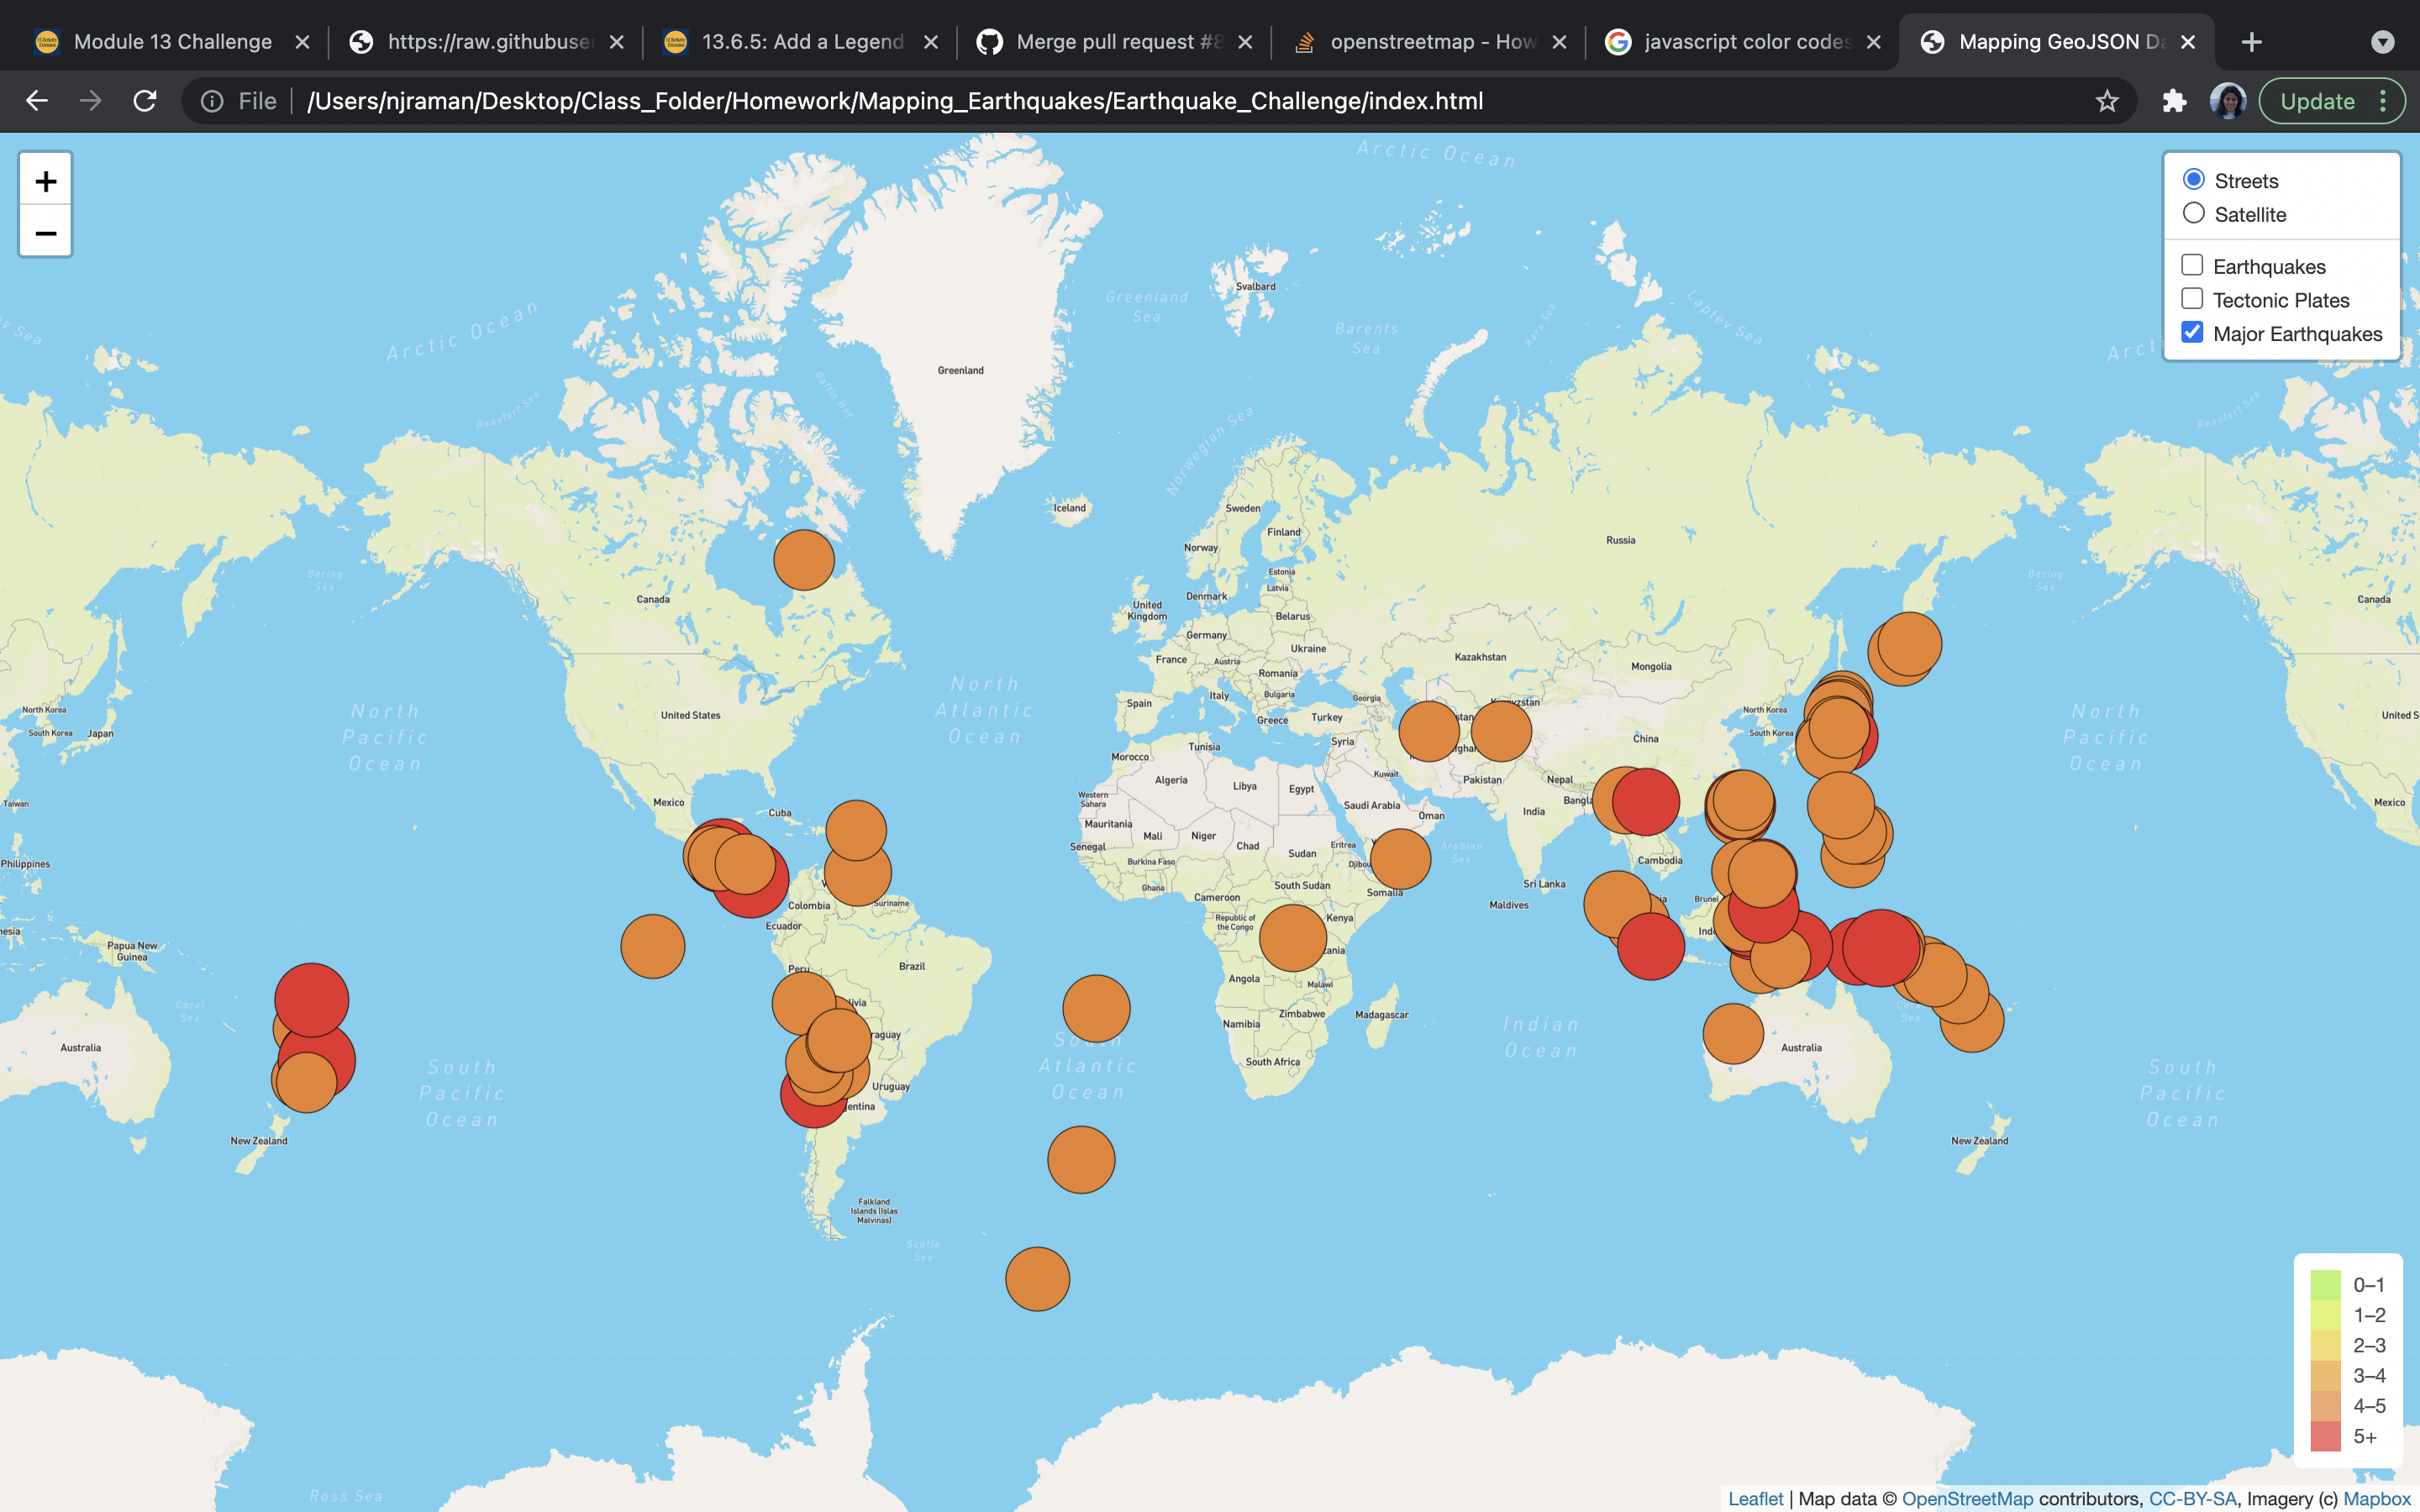 Module 13 Challenge
https://raw.githubuser
13.6.5: Add a Legend
Merge pull request #8
openstreetmap - How
javascript color codes
Mapping GeoJSON Da
File
/Users/njraman/Desktop/Class_Folder/Homework/Mapping_Earthquakes/Earthquake_Challenge/index.html
Update
+
−
Streets
Satellite
Earthquakes
Tectonic Plates
Major Earthquakes
Arctic Ocean
Svalbard
Greenland
Sea
Barents
Sea
Kara Sea
Laptev Sea
Arctic Ocean
Beaufort Sea
Baffin Bay
Greenland
Norwegian Sea
Beaufort Sea
Iceland
Sweden
Finland
Norway
Russia
Estonia
Latvia
Denmark
Belarus
United
Kingdom
Germany
Ukraine
France
Austria
Romania
Kazakhstan
Mongolia
Bering
Sea
Canada
Bering
Sea
Canada
Spain
Italy
Bulgaria
Georgia
Greece
Turkey
North Korea
South Korea
Japan
North
Pacific
Ocean
United States
North
Atlantic
Ocean
Syria
China
North Korea
South Korea
North
Pacific
Ocean
United S
Morocco
Tunisia
Algeria
Libya
Egypt
Kuwait
Pakistan
Nepal
Western
Sahara
Saudi Arabia
Oman
India
Taiwan
Mexico
Cuba
Mauritania
Mali
Niger
Chad
Sudan
Eritrea
Arabian
Sea
Mexico
Senegal
Burkina Faso
Ghana
South Sudan
Somalia
Sri Lanka
Cambodia
Philippines
Colombia
Suriname
Cameroon
Republic of
the Congo
Kenya
Maldives
Ecuador
Papua New
Guinea
Peru
Brazil
Angola
Malawi
Coral
Sea
Namibia
Zimbabwe
Madagascar
South Africa
Indian
Ocean
Australia
Australia
South
Pacific
Ocean
Uruguay
South
Atlantic
Ocean
South
Pacific
Ocean
New Zealand
New Zealand
Falkland
Islands (Islas
Malvinas)
Scotia
Sea
Ross Sea
0–1
1–2
2–3
3–4
4–5
5+
Leaflet | Map data © OpenStreetMap contributors, CC-BY-SA, Imagery (c) Mapbox